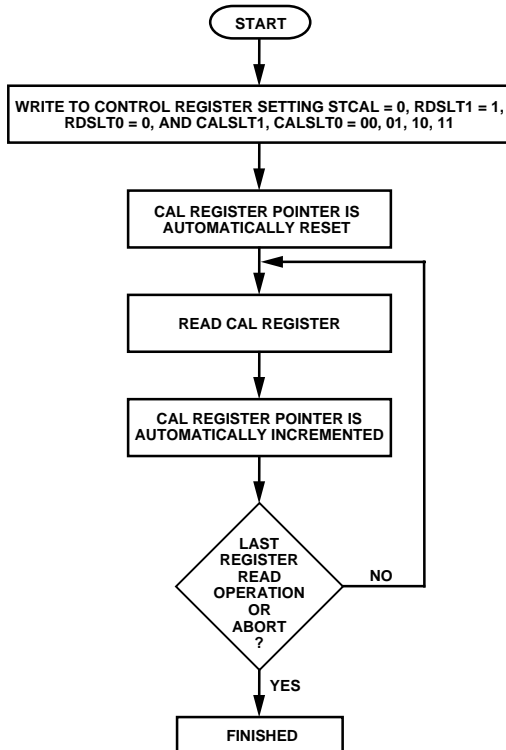 START
WRITE TO CONTROL REGISTER SETTING STCAL = 0, RDSLT1 = 1,
RDSLT0 = 0, AND CALSLT1, CALSLT0 = 00, 01, 10, 11
CAL REGISTER POINTER IS
AUTOMATICALLY RESET
READ CAL REGISTER
CAL REGISTER POINTER IS
AUTOMATICALLY INCREMENTED
LAST
REGISTER
READ
OPERATION
OR
ABORT
?
NO
YES
FINISHED